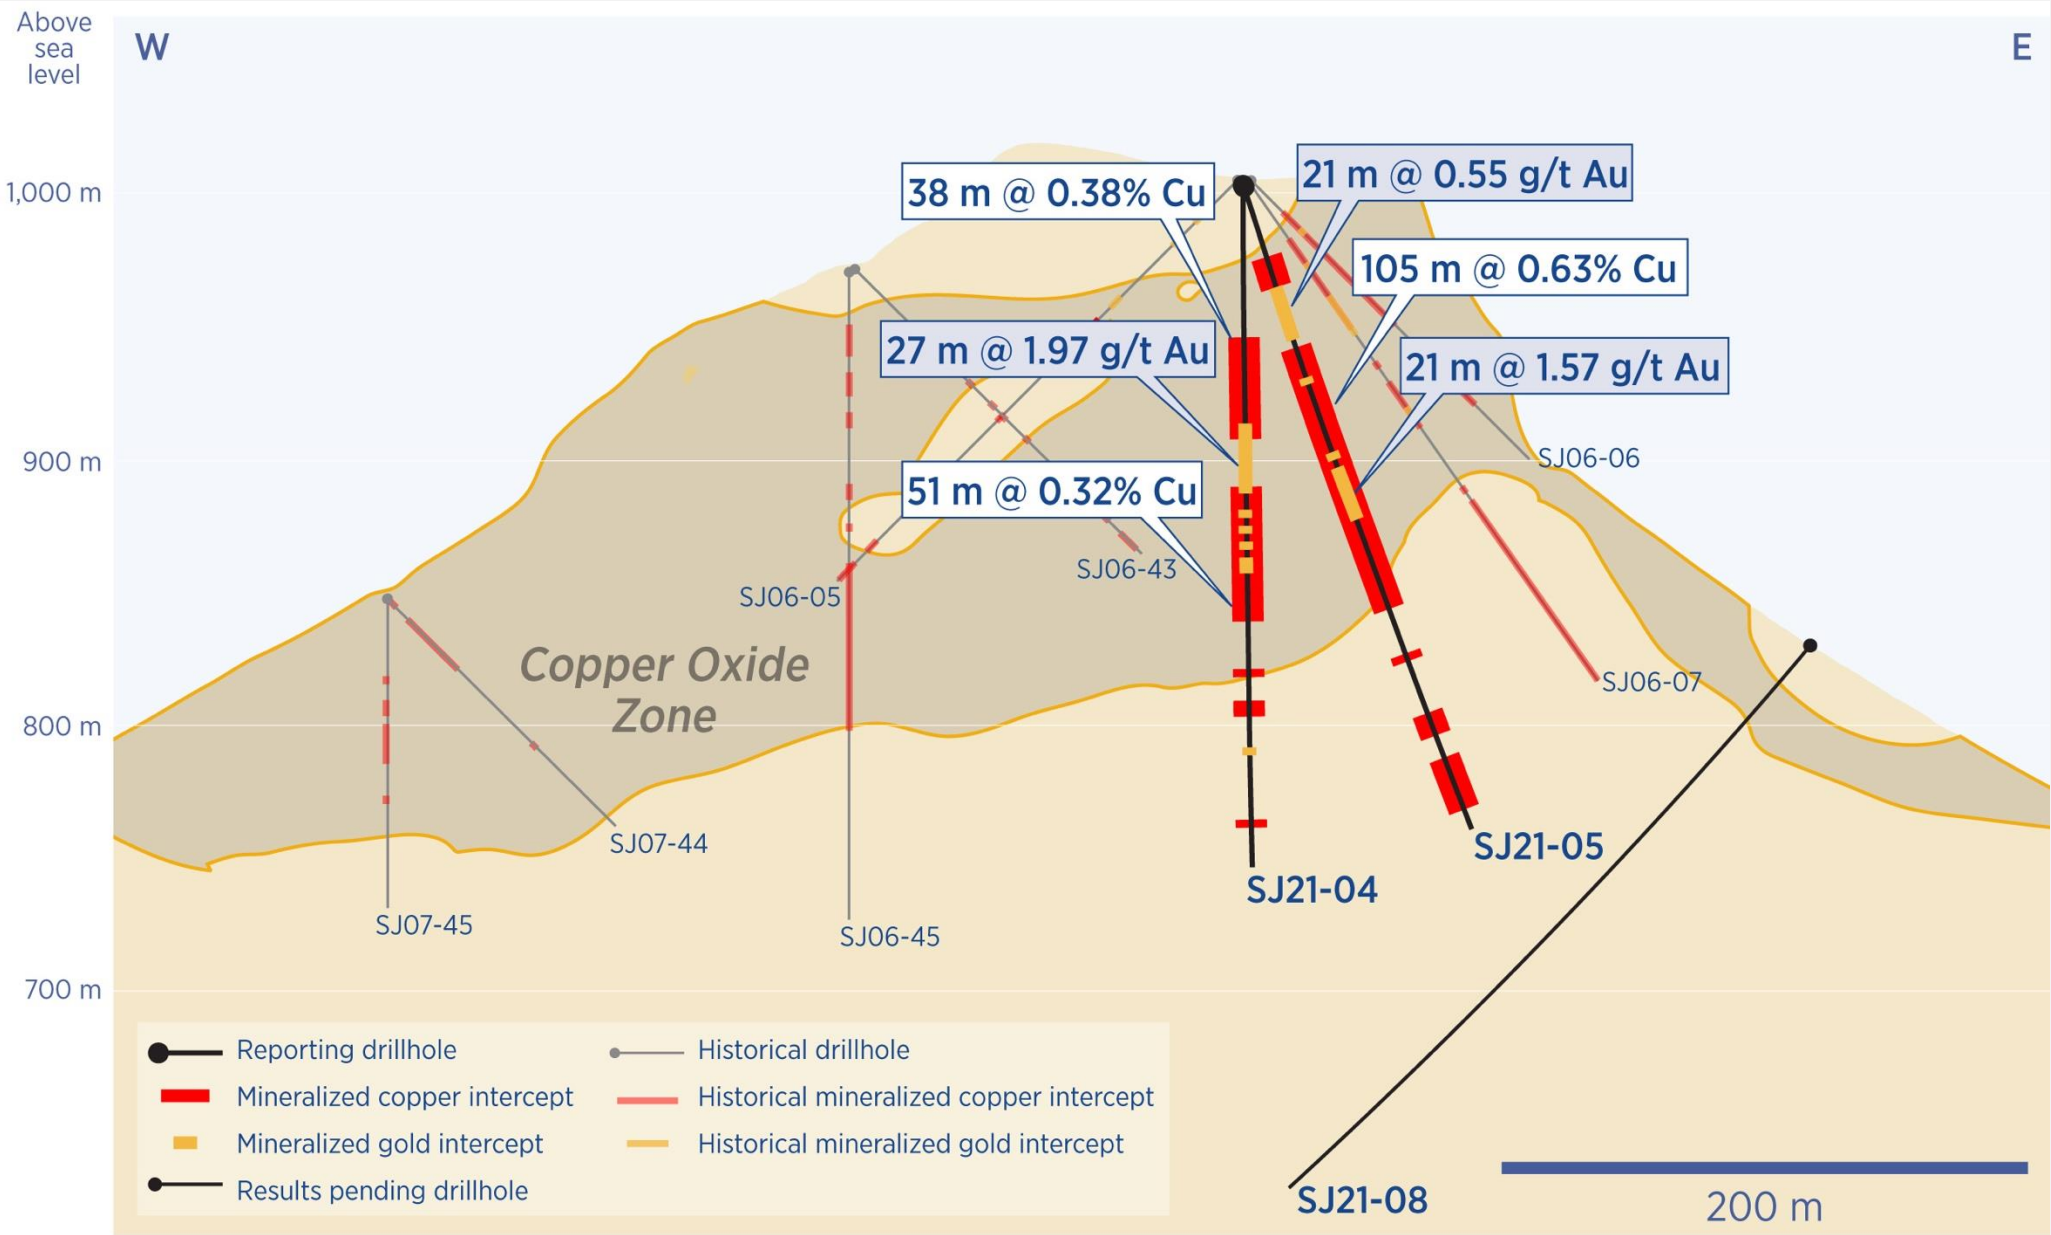 Above
sea
level
W
E
1,000 m
900 m
800 m
700 m
38 m @ 0.38% Cu
21 m @ 0.55 g/t Au
105 m @ 0.63% Cu
27 m @ 1.97 g/t Au
21 m @ 1.57 g/t Au
51 m @ 0.32% Cu
SJ06-06
SJ06-43
SJ06-05
Copper Oxide
Zone
SJ06-07
SJ07-44
SJ21-05
SJ21-04
SJ07-45
SJ06-45
SJ21-08
Reporting drillhole
Historical drillhole
Mineralized copper intercept
Historical mineralized copper intercept
Mineralized gold intercept
Historical mineralized gold intercept
Results pending drillhole
200 m